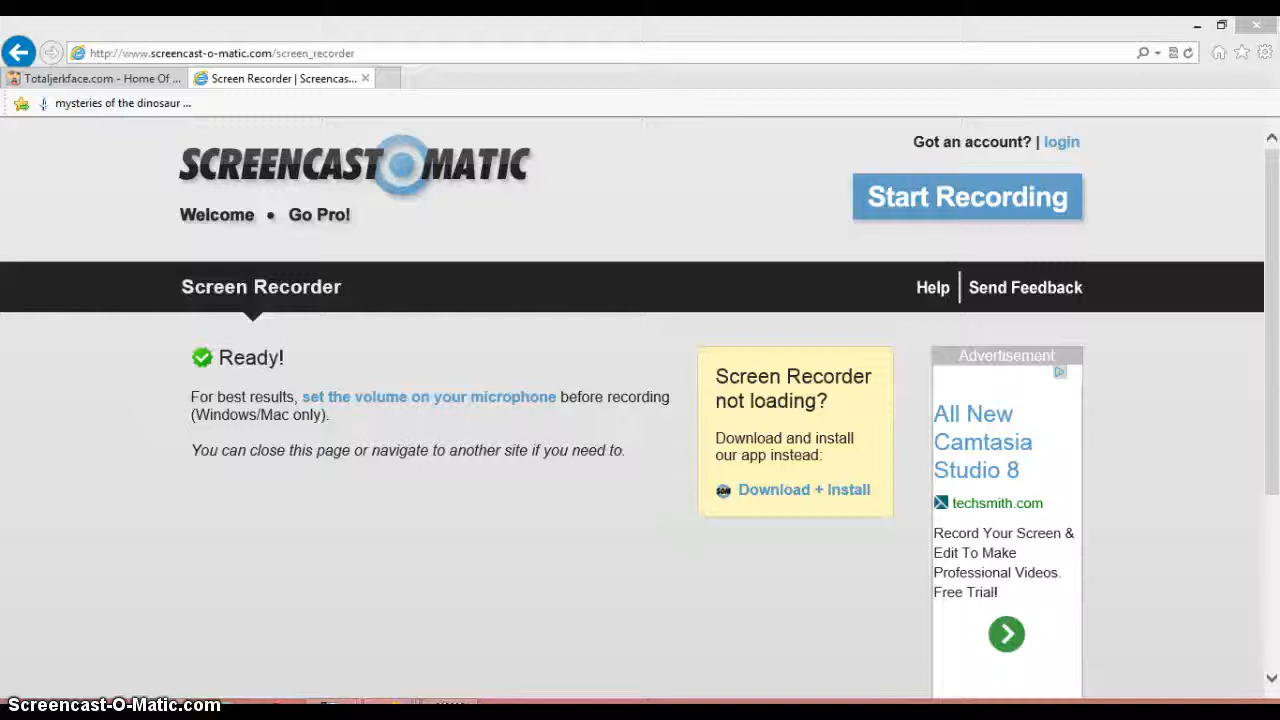 http://www.screencast-o-matic.com/screen_recorder
Totaljerkface.com - Home Of ...
Screen Recorder | Screencas...
mysteries of the dinosaur ...
SCREENCAST O MATIC
Got an account? | login
Start Recording
Welcome • Go Pro!
Screen Recorder
Help | Send Feedback
Ready!
For best results, set the volume on your microphone before recording
(Windows/Mac only).
You can close this page or navigate to another site if you need to.
Screen Recorder
not loading?
Download and install
our app instead:
SOM Download + Install
Advertisement
All New
Camtasia
Studio 8
techsmith.com
Record Your Screen &
Edit To Make
Professional Videos.
Free Trial!
Screencast-O-Matic.com